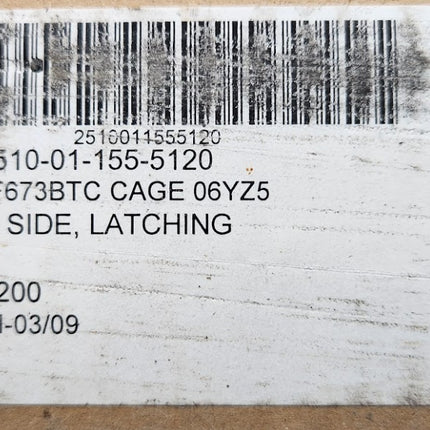 2510011555120
510-01-155-5120
F673BTC CAGE 06YZ5
SIDE, LATCHING
200
-03/09